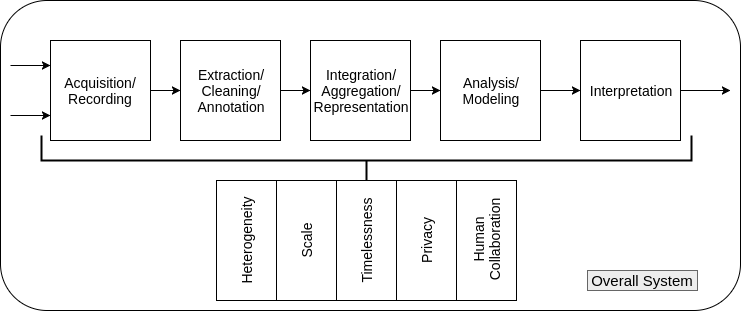 Acquisition/
Recording
Extraction/
Cleaning/
Annotation
Integration/
Aggregation/
Representation
Analysis/
Modeling
Interpretation
Heterogeneity
Scale
Timelessness
Privacy
Human
Collaboration
Overall System